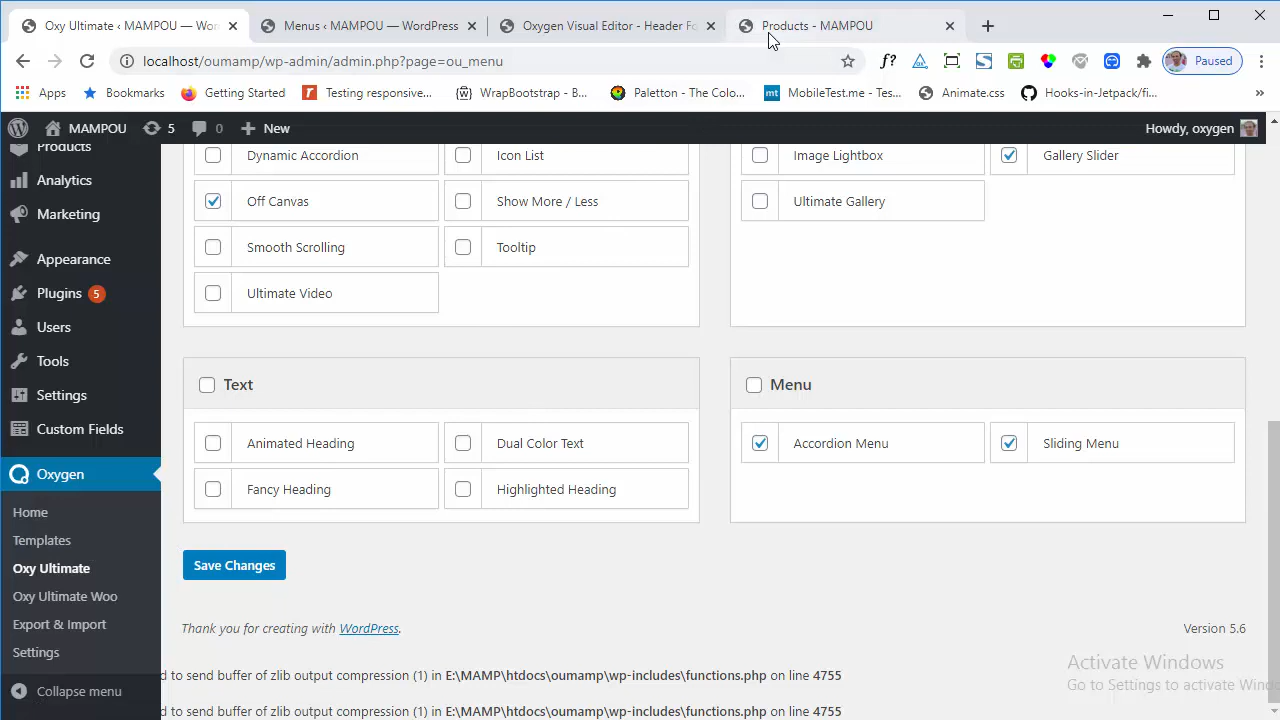 Oxy Ultimate ‹ MAMPOU — Wor
Menus ‹ MAMPOU — WordPress
Oxygen Visual Editor - Header Fo
Products - MAMPOU
localhost/oumamp/wp-admin/admin.php?page=ou_menu
f?
Paused
Apps
Bookmarks
Getting Started
Testing responsive...
WrapBootstrap - B...
Paletton - The Colo...
mt
MobileTest.me - Tes...
Animate.css
Hooks-in-Jetpack/fi...
»
MAMPOU
5
0
New
Howdy, oxygen
Products
Analytics
Marketing
Appearance
Plugins 5
Users
Tools
Settings
Custom Fields
Oxygen
Home
Templates
Oxy Ultimate
Oxy Ultimate Woo
Export & Import
Settings
Collapse menu
Dynamic Accordion
Icon List
Off Canvas
Show More / Less
Smooth Scrolling
Tooltip
Ultimate Video
Image Lightbox
Gallery Slider
Ultimate Gallery
Text
Animated Heading
Dual Color Text
Fancy Heading
Highlighted Heading
Menu
Accordion Menu
Sliding Menu
Save Changes
Thank you for creating with WordPress.
Version 5.6
d to send buffer of zlib output compression (1) in E:\MAMP\htdocs\oumamp\wp-includes\functions.php on line 4755
d to send buffer of zlib output compression (1) in E:\MAMP\htdocs\oumamp\wp-includes\functions.php on line 4755
Activate Windows
Go to Settings to activate Win